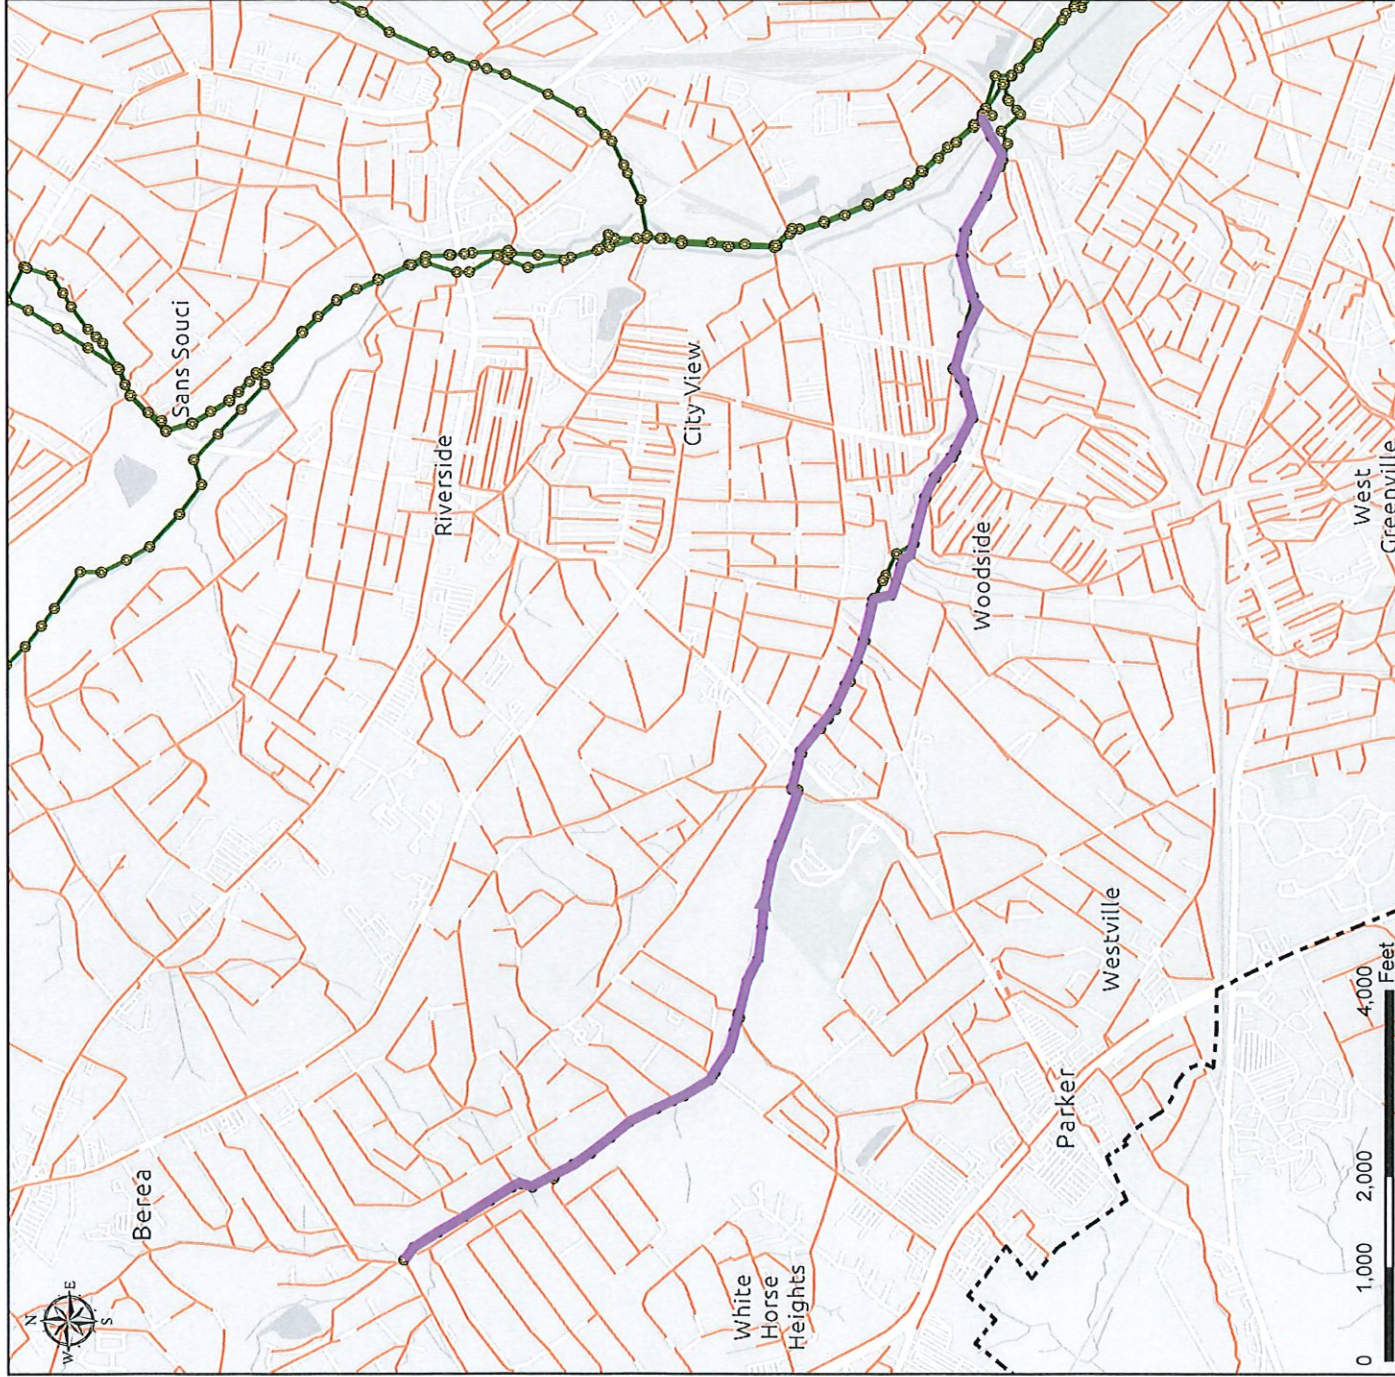 N
W
E
S
Berea
Sans Souci
Riverside
City View
White
Horse
Heights
Woodside
Parker
Westville
West
Greenville
0
1,000
2,000
4,000
Feet